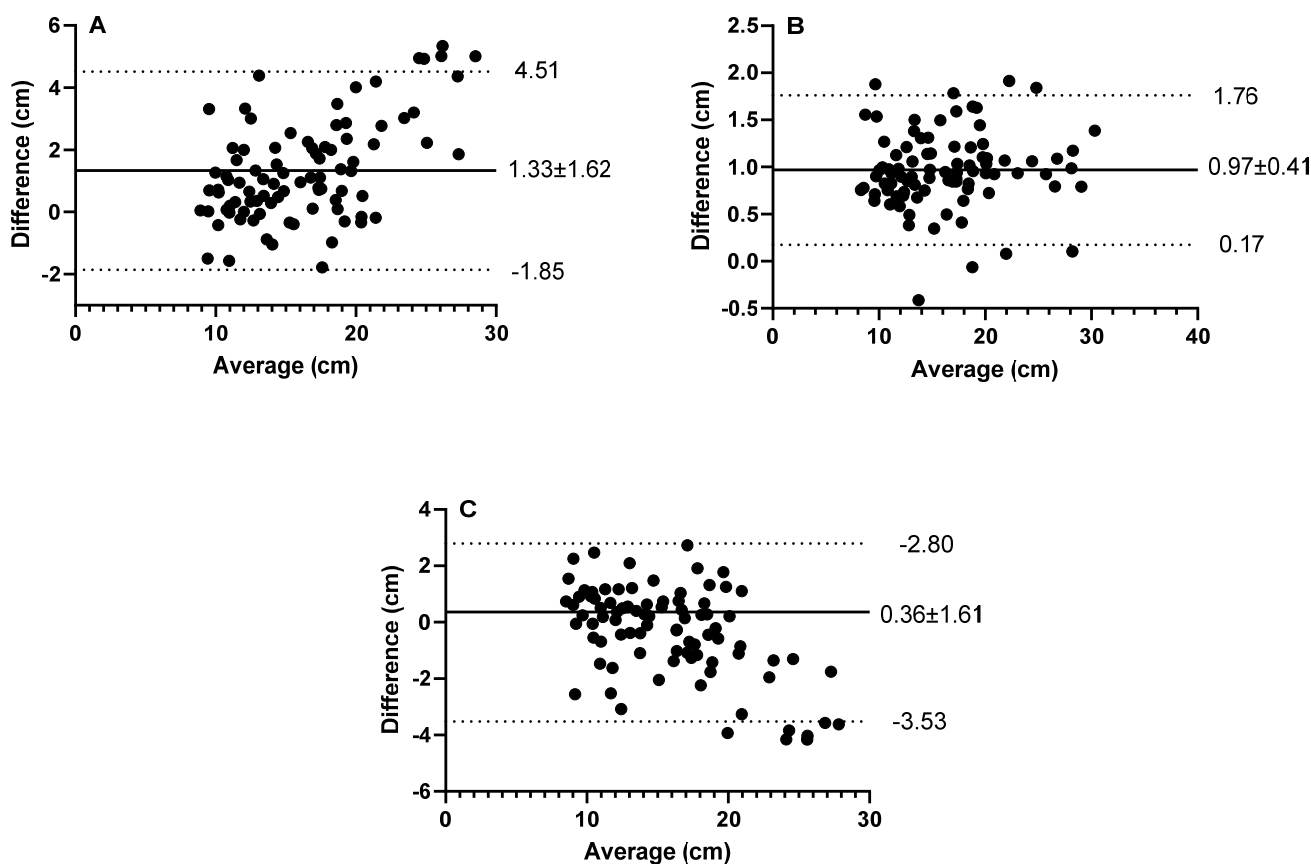 A
6
4
2
0
-2
Difference (cm)
4.51
1.33±1.62
-1.85
0 10 20 30
Average (cm)
B
2.5
2.0
1.5
1.0
0.5
0.0
-0.5
Difference (cm)
1.76
0.97±0.41
0.17
0 10 20 30 40
Average (cm)
C
4
2
0
-2
-4
-6
Difference (cm)
-2.80
0.36±1.61
-3.53
0 10 20 30
Average (cm)